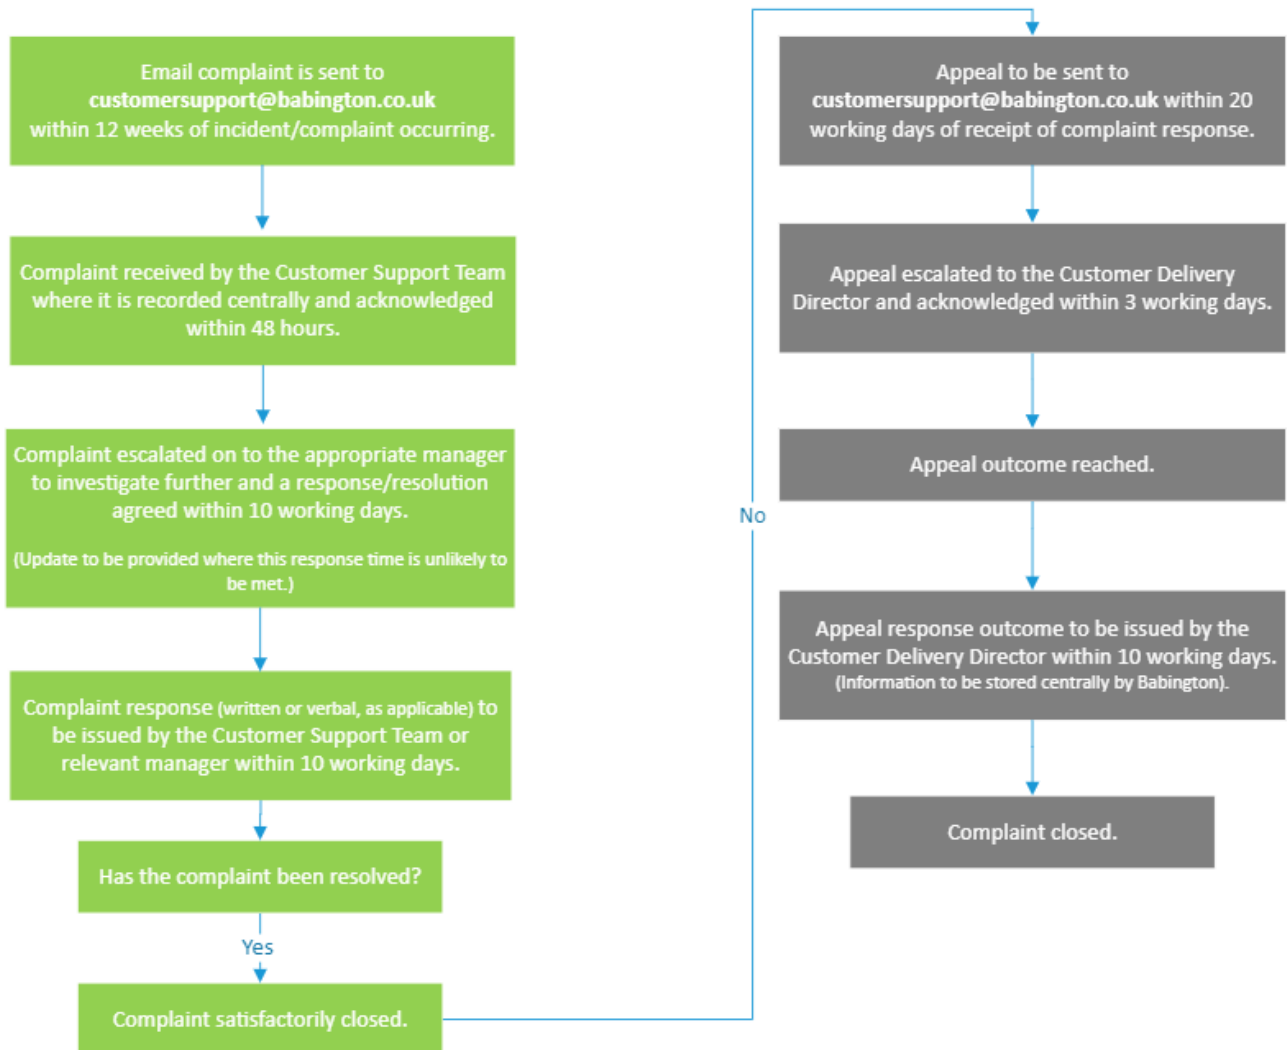 Email complaint is sent to
customersupport@babington.co.uk
within 12 weeks of incident/complaint occurring.
Complaint received by the Customer Support Team
where it is recorded centrally and acknowledged
within 48 hours.
Complaint escalated on to the appropriate manager
to investigate further and a response/resolution
agreed within 10 working days.
(Update to be provided where this response time is unlikely to
be met.)
Complaint response (written or verbal, as applicable) to
be issued by the Customer Support Team or
relevant manager within 10 working days.
Has the complaint been resolved?
Yes
Complaint satisfactorily closed.
No
Appeal to be sent to
customersupport@babington.co.uk within 20
working days of receipt of complaint response.
Appeal escalated to the Customer Delivery
Director and acknowledged within 3 working days.
Appeal outcome reached.
Appeal response outcome to be issued by the
Customer Delivery Director within 10 working days.
(Information to be stored centrally by Babington).
Complaint closed.